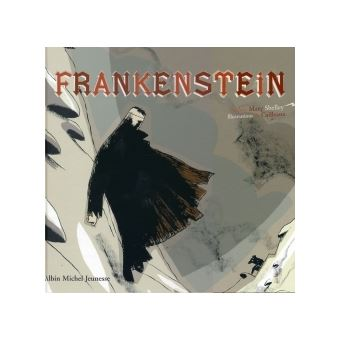 FRANKENSTEiN
Mary Shelley
Illustrations
Albin Michel Jeunesse